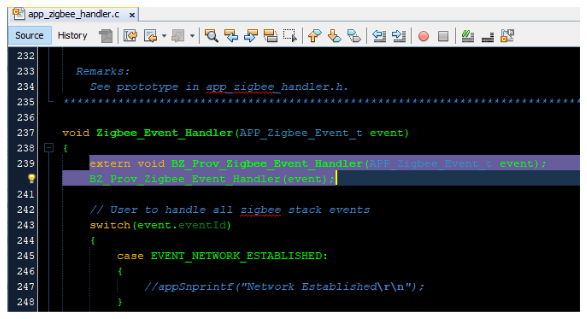 app_zigbee_handler.c x
Source History
232
233 Remarks:
234 See prototype in app_zigbee_handler.h.
235 *****************************************************************************
236
237 void Zigbee_Event_Handler(APP_Zigbee_Event_t event)
238 {
239 extern void BZ_Prov_Zigbee_Event_Handler(APP_Zigbee_Event_t event);
BZ_Prov_Zigbee_Event_Handler(event);
241
242 // User to handle all zigbee stack events
243 switch(event.eventId)
244 {
245 case EVENT_NETWORK_ESTABLISHED:
246 {
247 //appSnprintf("Network Established\r\n");
248 }